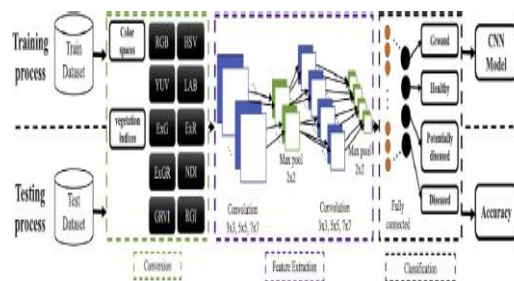 Training
process
Train
Dataset
Color
spaces
RGB
HSV
YUV
LAB
vegetation
indices
ExG
ExR
ExGR
NDI
GRVI
RGI
Testing
process
Test
Dataset
Conversion
Convolution
3x3, 5x5, 7x7
Max pool
2x2
Convolution
3x3, 5x5, 7x7
Max pool
2x2
Feature Extraction
Fully
connected
Ground
Healthy
Potentially
diseased
Diseased
Classification
CNN
Model
Accuracy